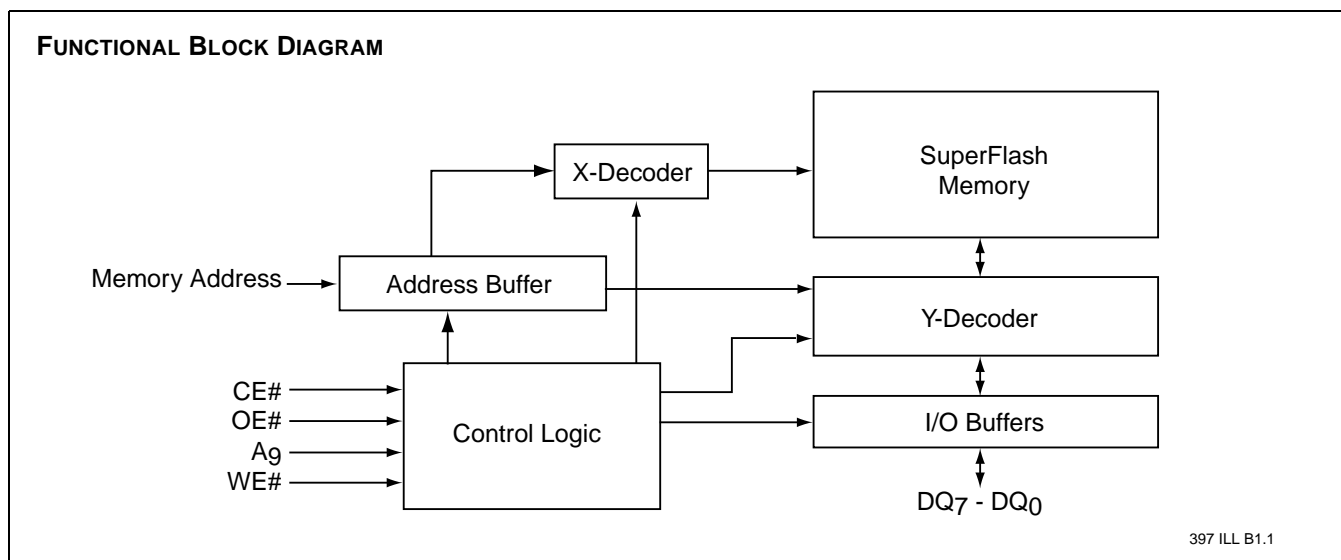 FUNCTIONAL BLOCK DIAGRAM
X-Decoder
SuperFlash
Memory
Memory Address
Address Buffer
Y-Decoder
CE#
OE#
A9
WE#
Control Logic
I/O Buffers
DQ7 - DQ0
397 ILL B1.1